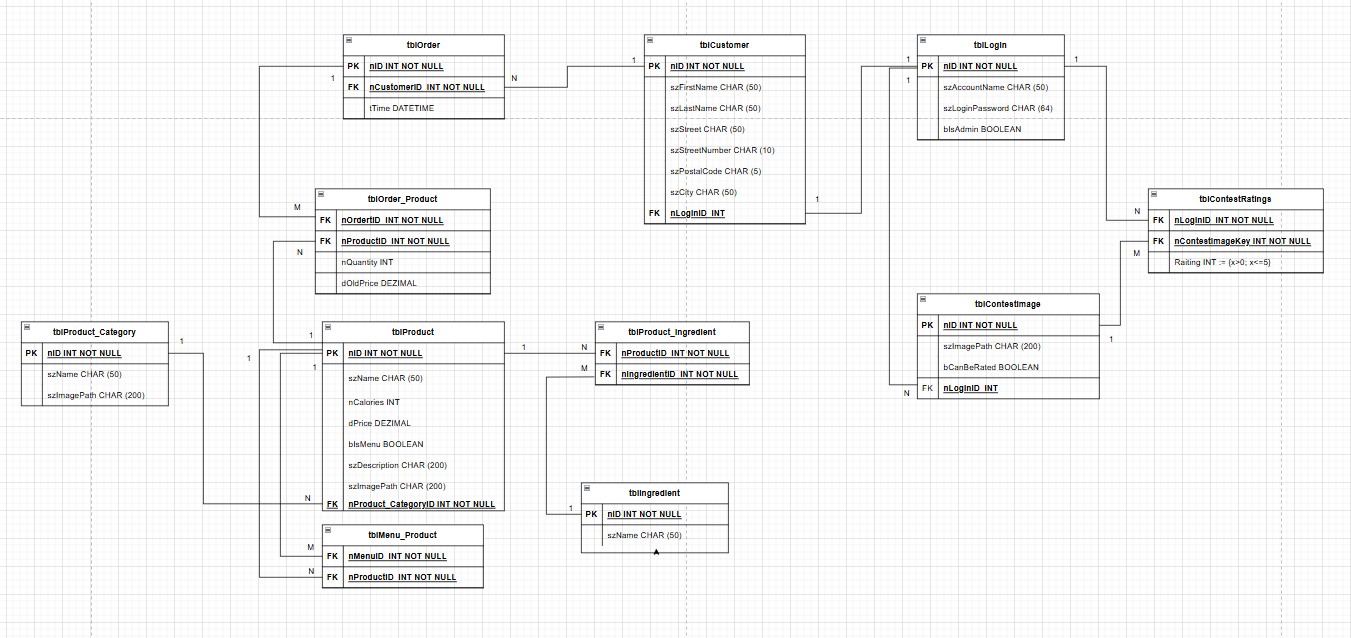 tblOrder
PK nID INT NOT NULL
FK nCustomerID INT NOT NULL
tTime DATETIME
1
N
1
tblCustomer
PK nID INT NOT NULL
szFirstName CHAR (50)
szLastName CHAR (50)
szStreet CHAR (50)
szStreetNumber CHAR (10)
szPostalCode CHAR (5)
szCity CHAR (50)
FK nLoginID INT
1
1
1
tblLogin
PK nID INT NOT NULL
szAccountName CHAR (50)
szLoginPassword CHAR (64)
bIsAdmin BOOLEAN
1
M
N
tblOrder_Product
FK nOrdertID INT NOT NULL
FK nProductID INT NOT NULL
nQuantity INT
dOldPrice DEZIMAL
N
M
tblContestRatings
FK nLoginID INT NOT NULL
FK nContestImageKey INT NOT NULL
Raiting INT := {x>0; x<=5}
tblContestImage
PK nID INT NOT NULL
szImagePath CHAR (200)
bCanBeRated BOOLEAN
FK nLoginID INT
1
N
tblProduct_Category
PK nID INT NOT NULL
szName CHAR (50)
szImagePath CHAR (200)
1
1
1
1
N
tblProduct
PK nID INT NOT NULL
szName CHAR (50)
nCalories INT
dPrice DEZIMAL
bIsMenu BOOLEAN
szDescription CHAR (200)
szImagePath CHAR (200)
FK nProduct_CategoryID INT NOT NULL
1
N
M
tblProduct_Ingredient
FK nProductID INT NOT NULL
FK nIngredientID INT NOT NULL
1
tblIngredient
PK nID INT NOT NULL
szName CHAR (50)
M
N
tblMenu_Product
FK nMenuID INT NOT NULL
FK nProductID INT NOT NULL